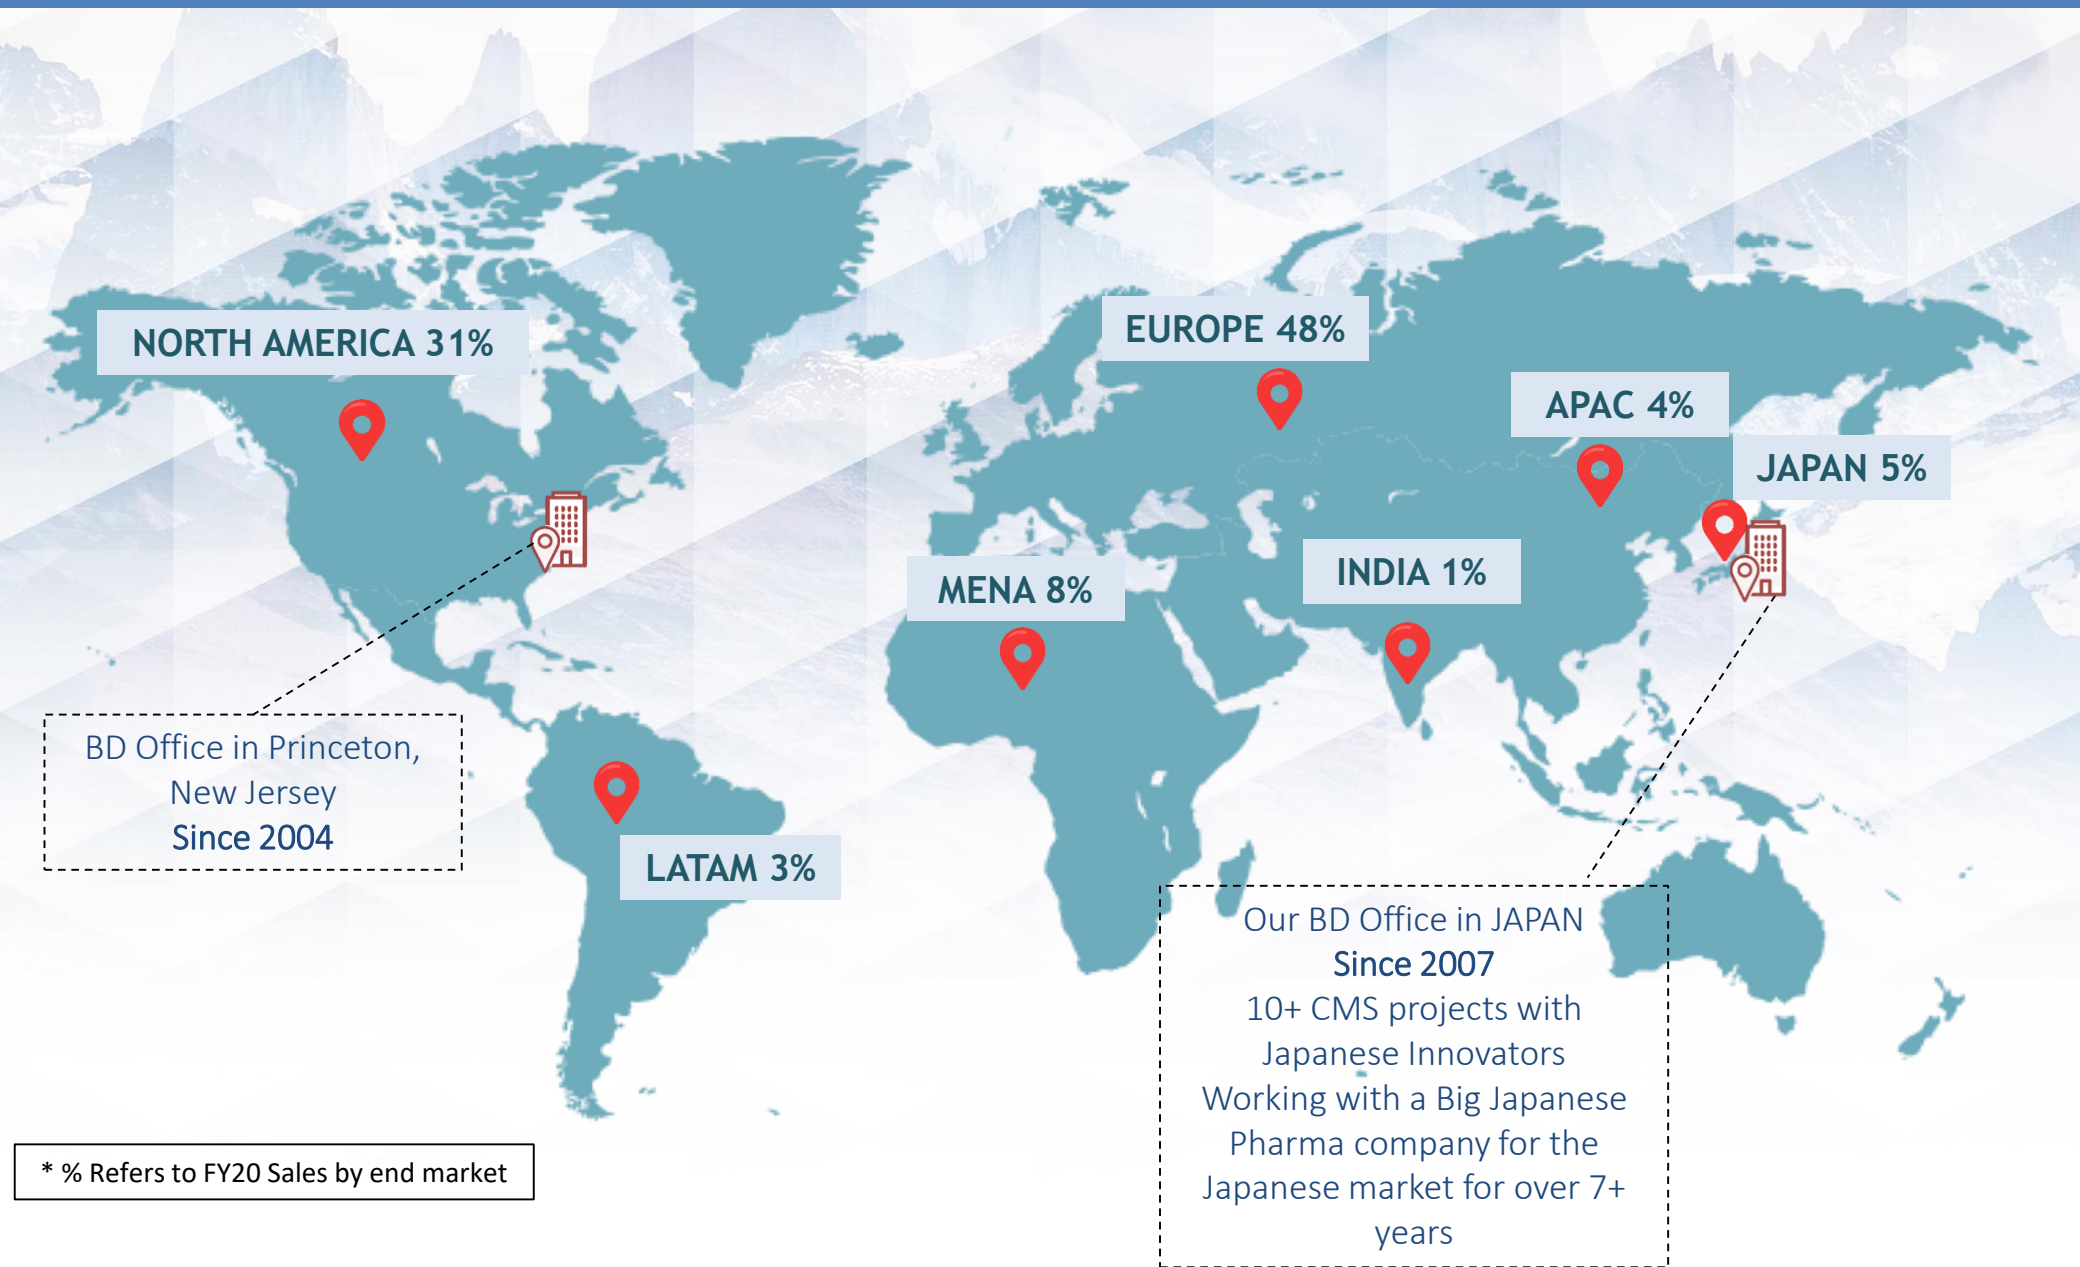 NORTH AMERICA 31%
EUROPE 48%
APAC 4%
JAPAN 5%
INDIA 1%
MENA 8%
LATAM 3%
BD Office in Princeton,
New Jersey
Since 2004
Our BD Office in JAPAN
Since 2007
10+ CMS projects with
Japanese Innovators
Working with a Big Japanese
Pharma company for the
Japanese market for over 7+
years
* % Refers to FY20 Sales by end market